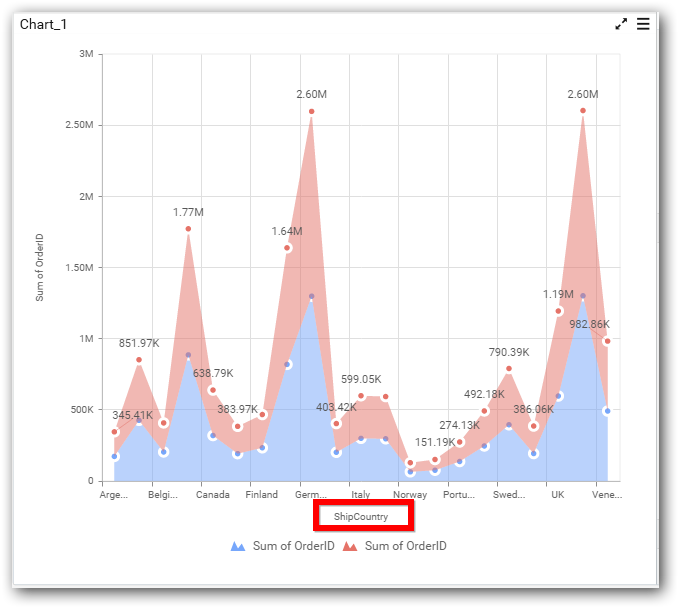 Chart_1
3M
2.60M
2.60M
2.50M
1.77M
2M
1.64M
Sum of OrderID
1.50M
1.19M
982.86K
1M
851.97K
790.39K
638.79K
599.05K
492.18K
500K
345.41K
383.97K
403.42K
386.06K
274.13K
151.19K
0
Arge... Belgi... Canada Finland Germ... Italy Norway Portu... Swed... UK Vene...
ShipCountry
Sum of OrderID Sum of OrderID